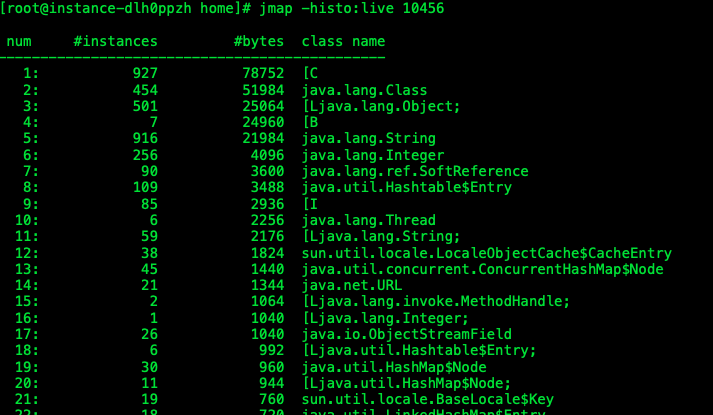 [root@instance-dlh0ppzh home]# jmap -histo:live 10456
num #instances #bytes class name
----------------------------------------------
1: 927 78752 [C
2: 454 51984 java.lang.Class
3: 501 25064 [Ljava.lang.Object;
4: 7 24960 [B
5: 916 21984 java.lang.String
6: 256 4096 java.lang.Integer
7: 90 3600 java.lang.ref.SoftReference
8: 109 3488 java.util.Hashtable$Entry
9: 85 2936 [I
10: 6 2256 java.lang.Thread
11: 59 2176 [Ljava.lang.String;
12: 38 1824 sun.util.locale.LocaleObjectCache$CacheEntry
13: 45 1440 java.util.concurrent.ConcurrentHashMap$Node
14: 21 1344 java.net.URL
15: 2 1064 [Ljava.lang.invoke.MethodHandle;
16: 1 1040 [Ljava.lang.Integer;
17: 26 1040 java.io.ObjectStreamField
18: 6 992 [Ljava.util.Hashtable$Entry;
19: 30 960 java.util.HashMap$Node
20: 11 944 [Ljava.util.HashMap$Node;
21: 19 760 sun.util.locale.BaseLocale$Key
22: 18 720 java.util.LinkedHashMap$Entry